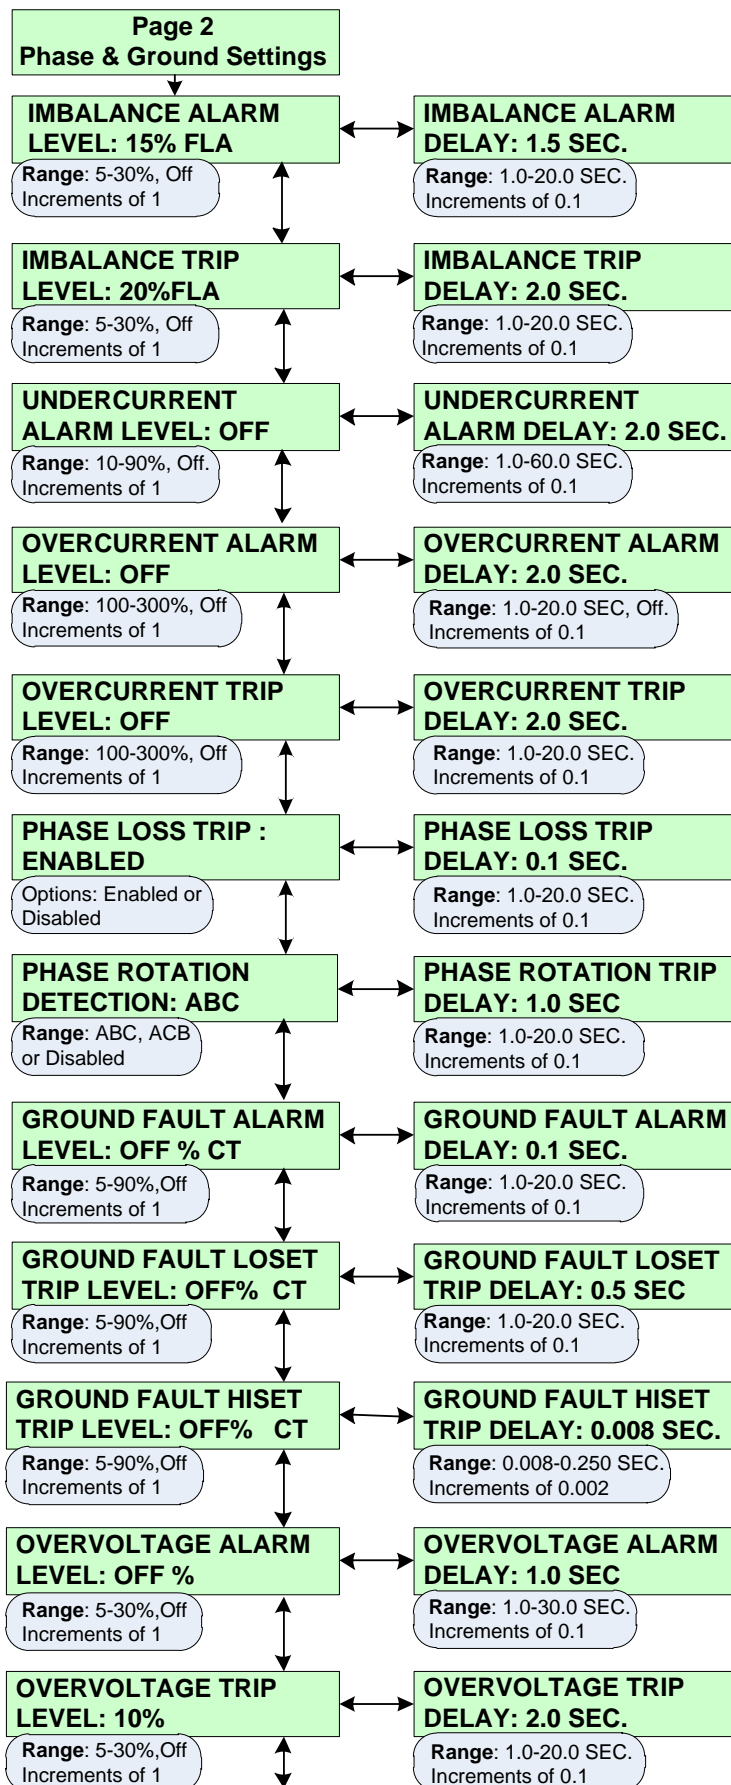 Page 2
Phase & Ground Settings
IMBALANCE ALARM
LEVEL: 15% FLA
Range: 5-30%, Off
Increments of 1
IMBALANCE ALARM
DELAY: 1.5 SEC.
Range: 1.0-20.0 SEC.
Increments of 0.1
IMBALANCE TRIP
LEVEL: 20%FLA
Range: 5-30%, Off
Increments of 1
IMBALANCE TRIP
DELAY: 2.0 SEC.
Range: 1.0-20.0 SEC.
Increments of 0.1
UNDERCURRENT
ALARM LEVEL: OFF
Range: 10-90%, Off.
Increments of 1
UNDERCURRENT
ALARM DELAY: 2.0 SEC.
Range: 1.0-60.0 SEC.
Increments of 0.1
OVERCURRENT ALARM
LEVEL: OFF
Range: 100-300%, Off
Increments of 1
OVERCURRENT ALARM
DELAY: 2.0 SEC.
Range: 1.0-20.0 SEC, Off.
Increments of 0.1
OVERCURRENT TRIP
LEVEL: OFF
Range: 100-300%, Off
Increments of 1
OVERCURRENT TRIP
DELAY: 2.0 SEC.
Range: 1.0-20.0 SEC.
Increments of 0.1
PHASE LOSS TRIP :
ENABLED
Options: Enabled or
Disabled
PHASE LOSS TRIP
DELAY: 0.1 SEC.
Range: 1.0-20.0 SEC.
Increments of 0.1
PHASE ROTATION
DETECTION: ABC
Range: ABC, ACB
or Disabled
PHASE ROTATION TRIP
DELAY: 1.0 SEC
Range: 1.0-20.0 SEC.
Increments of 0.1
GROUND FAULT ALARM
LEVEL: OFF % CT
Range: 5-90%,Off
Increments of 1
GROUND FAULT ALARM
DELAY: 0.1 SEC.
Range: 1.0-20.0 SEC.
Increments of 0.1
GROUND FAULT LOSET
TRIP LEVEL: OFF% CT
Range: 5-90%,Off
Increments of 1
GROUND FAULT LOSET
TRIP DELAY: 0.5 SEC
Range: 1.0-20.0 SEC.
Increments of 0.1
GROUND FAULT HISET
TRIP LEVEL: OFF% CT
Range: 5-90%,Off
Increments of 1
GROUND FAULT HISET
TRIP DELAY: 0.008 SEC.
Range: 0.008-0.250 SEC.
Increments of 0.002
OVERVOLTAGE ALARM
LEVEL: OFF %
Range: 5-30%,Off
Increments of 1
OVERVOLTAGE ALARM
DELAY: 1.0 SEC
Range: 1.0-30.0 SEC.
Increments of 0.1
OVERVOLTAGE TRIP
LEVEL: 10%
Range: 5-30%,Off
Increments of 1
OVERVOLTAGE TRIP
DELAY: 2.0 SEC.
Range: 1.0-20.0 SEC.
Increments of 0.1